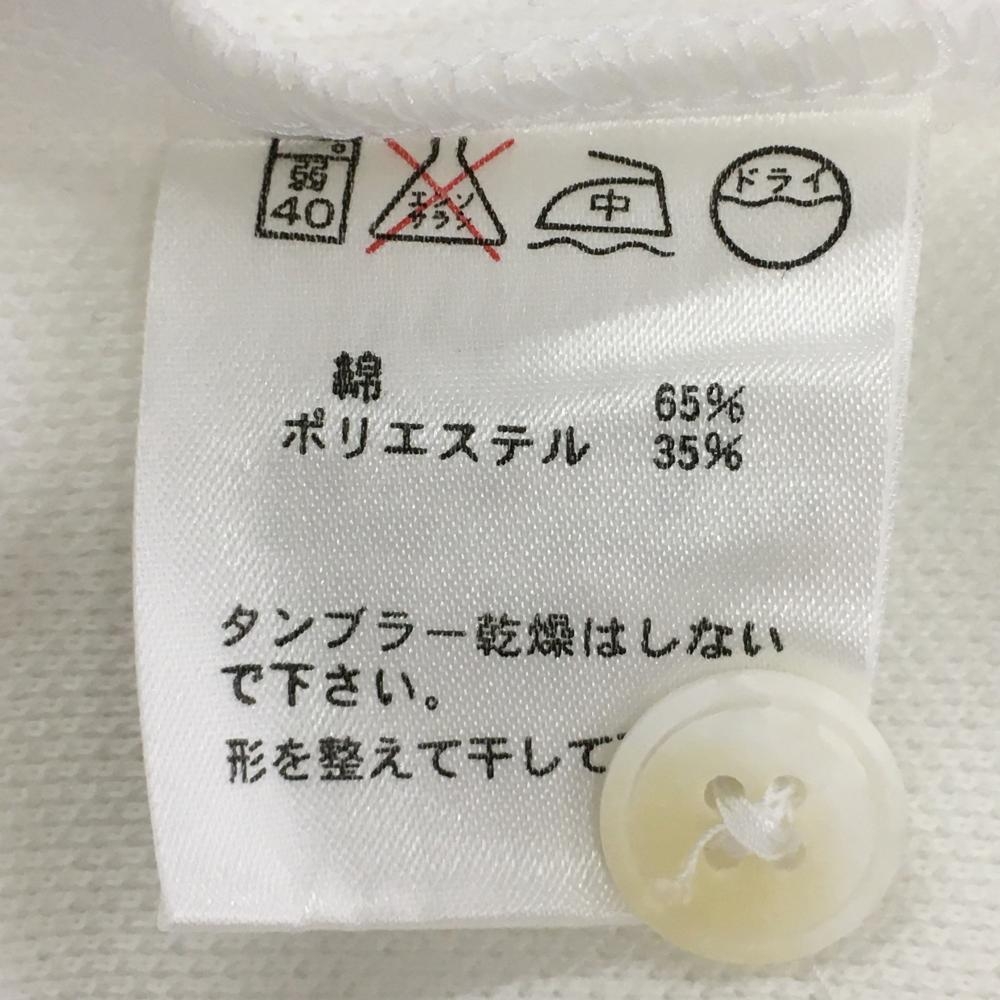 弱
40
エンソ
サラシ
中
ドライ
綿 65%
ポリエステル 35%
タンブラー乾燥はしない
で下さい。
形を整えて干して